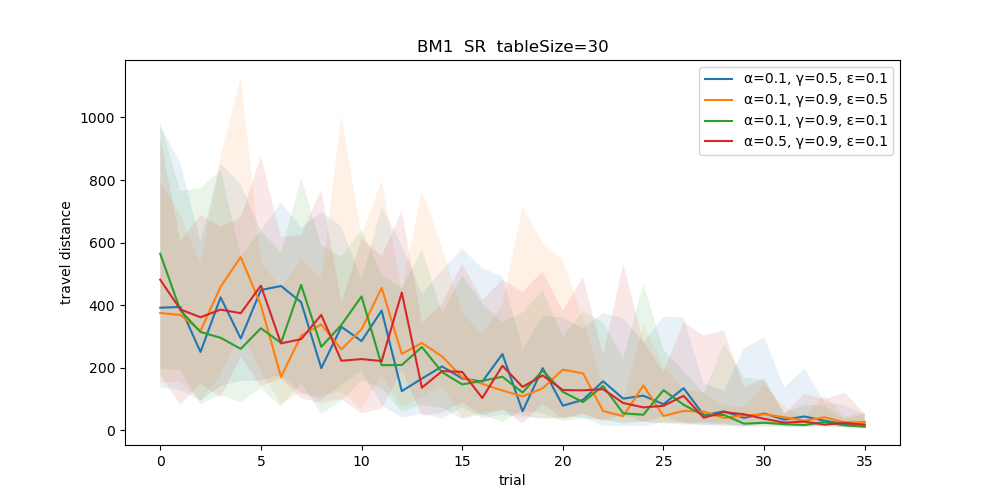 BM1  SR  tableSize=30
α=0.1, γ=0.5, ε=0.1
α=0.1, γ=0.9, ε=0.5
α=0.1, γ=0.9, ε=0.1
α=0.5, γ=0.9, ε=0.1
travel distance
1000
800
600
400
200
0
0 5 10 15 20 25 30 35
trial